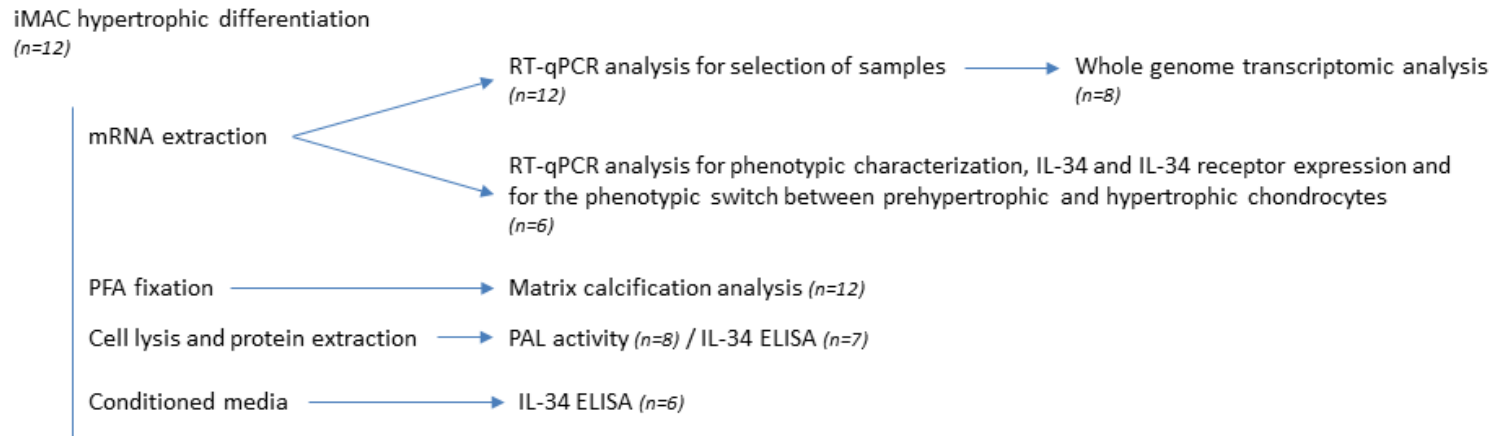 iMAC hypertrophic differentiation
(n=12)
RT-qPCR analysis for selection of samples
(n=12)
Whole genome transcriptomic analysis
(n=8)
mRNA extraction
RT-qPCR analysis for phenotypic characterization, IL-34 and IL-34 receptor expression and
for the phenotypic switch between prehypertrophic and hypertrophic chondrocytes
(n=6)
PFA fixation
Matrix calcification analysis (n=12)
Cell lysis and protein extraction
PAL activity (n=8) / IL-34 ELISA (n=7)
Conditioned media
IL-34 ELISA (n=6)